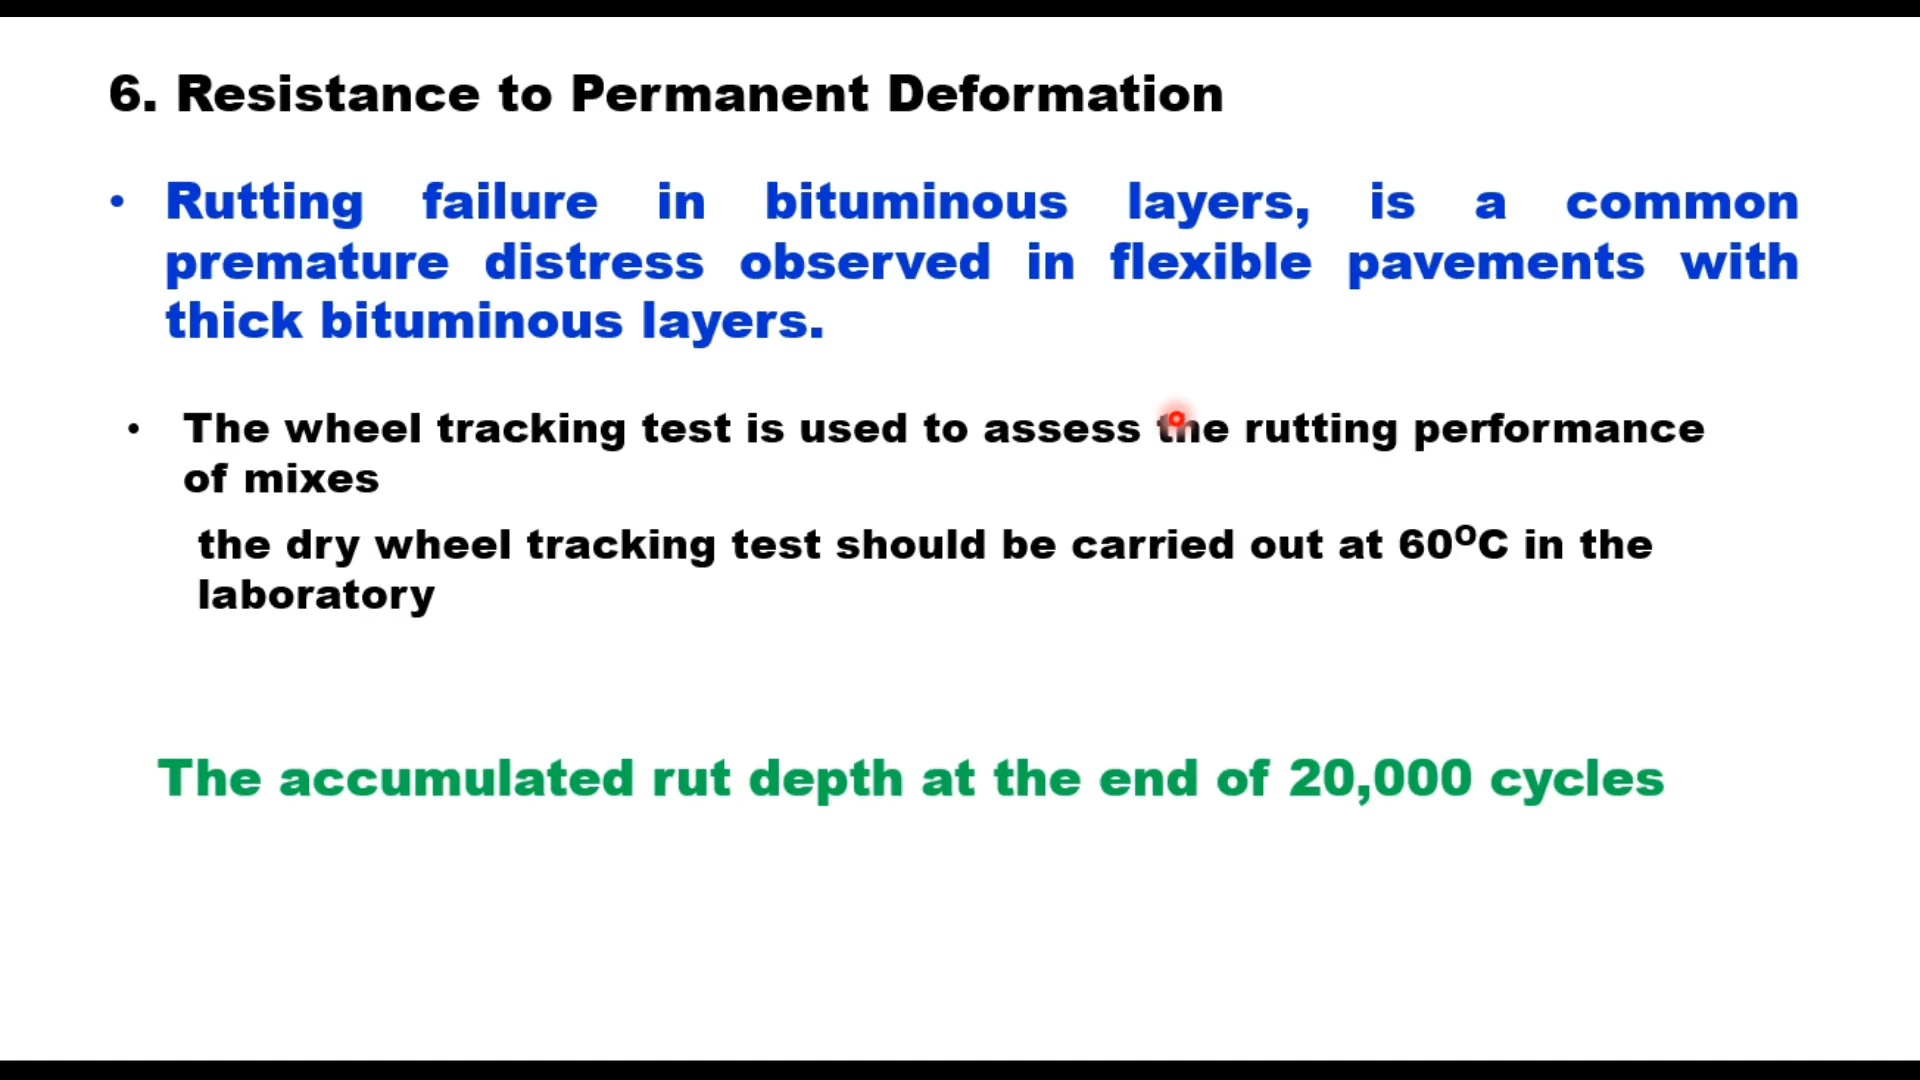 6. Resistance to Permanent Deformation
• Rutting failure in bituminous layers, is a common
premature distress observed in flexible pavements with
thick bituminous layers.
• The wheel tracking test is used to assess the rutting performance
of mixes
the dry wheel tracking test should be carried out at 60⁰C in the
laboratory
The accumulated rut depth at the end of 20,000 cycles